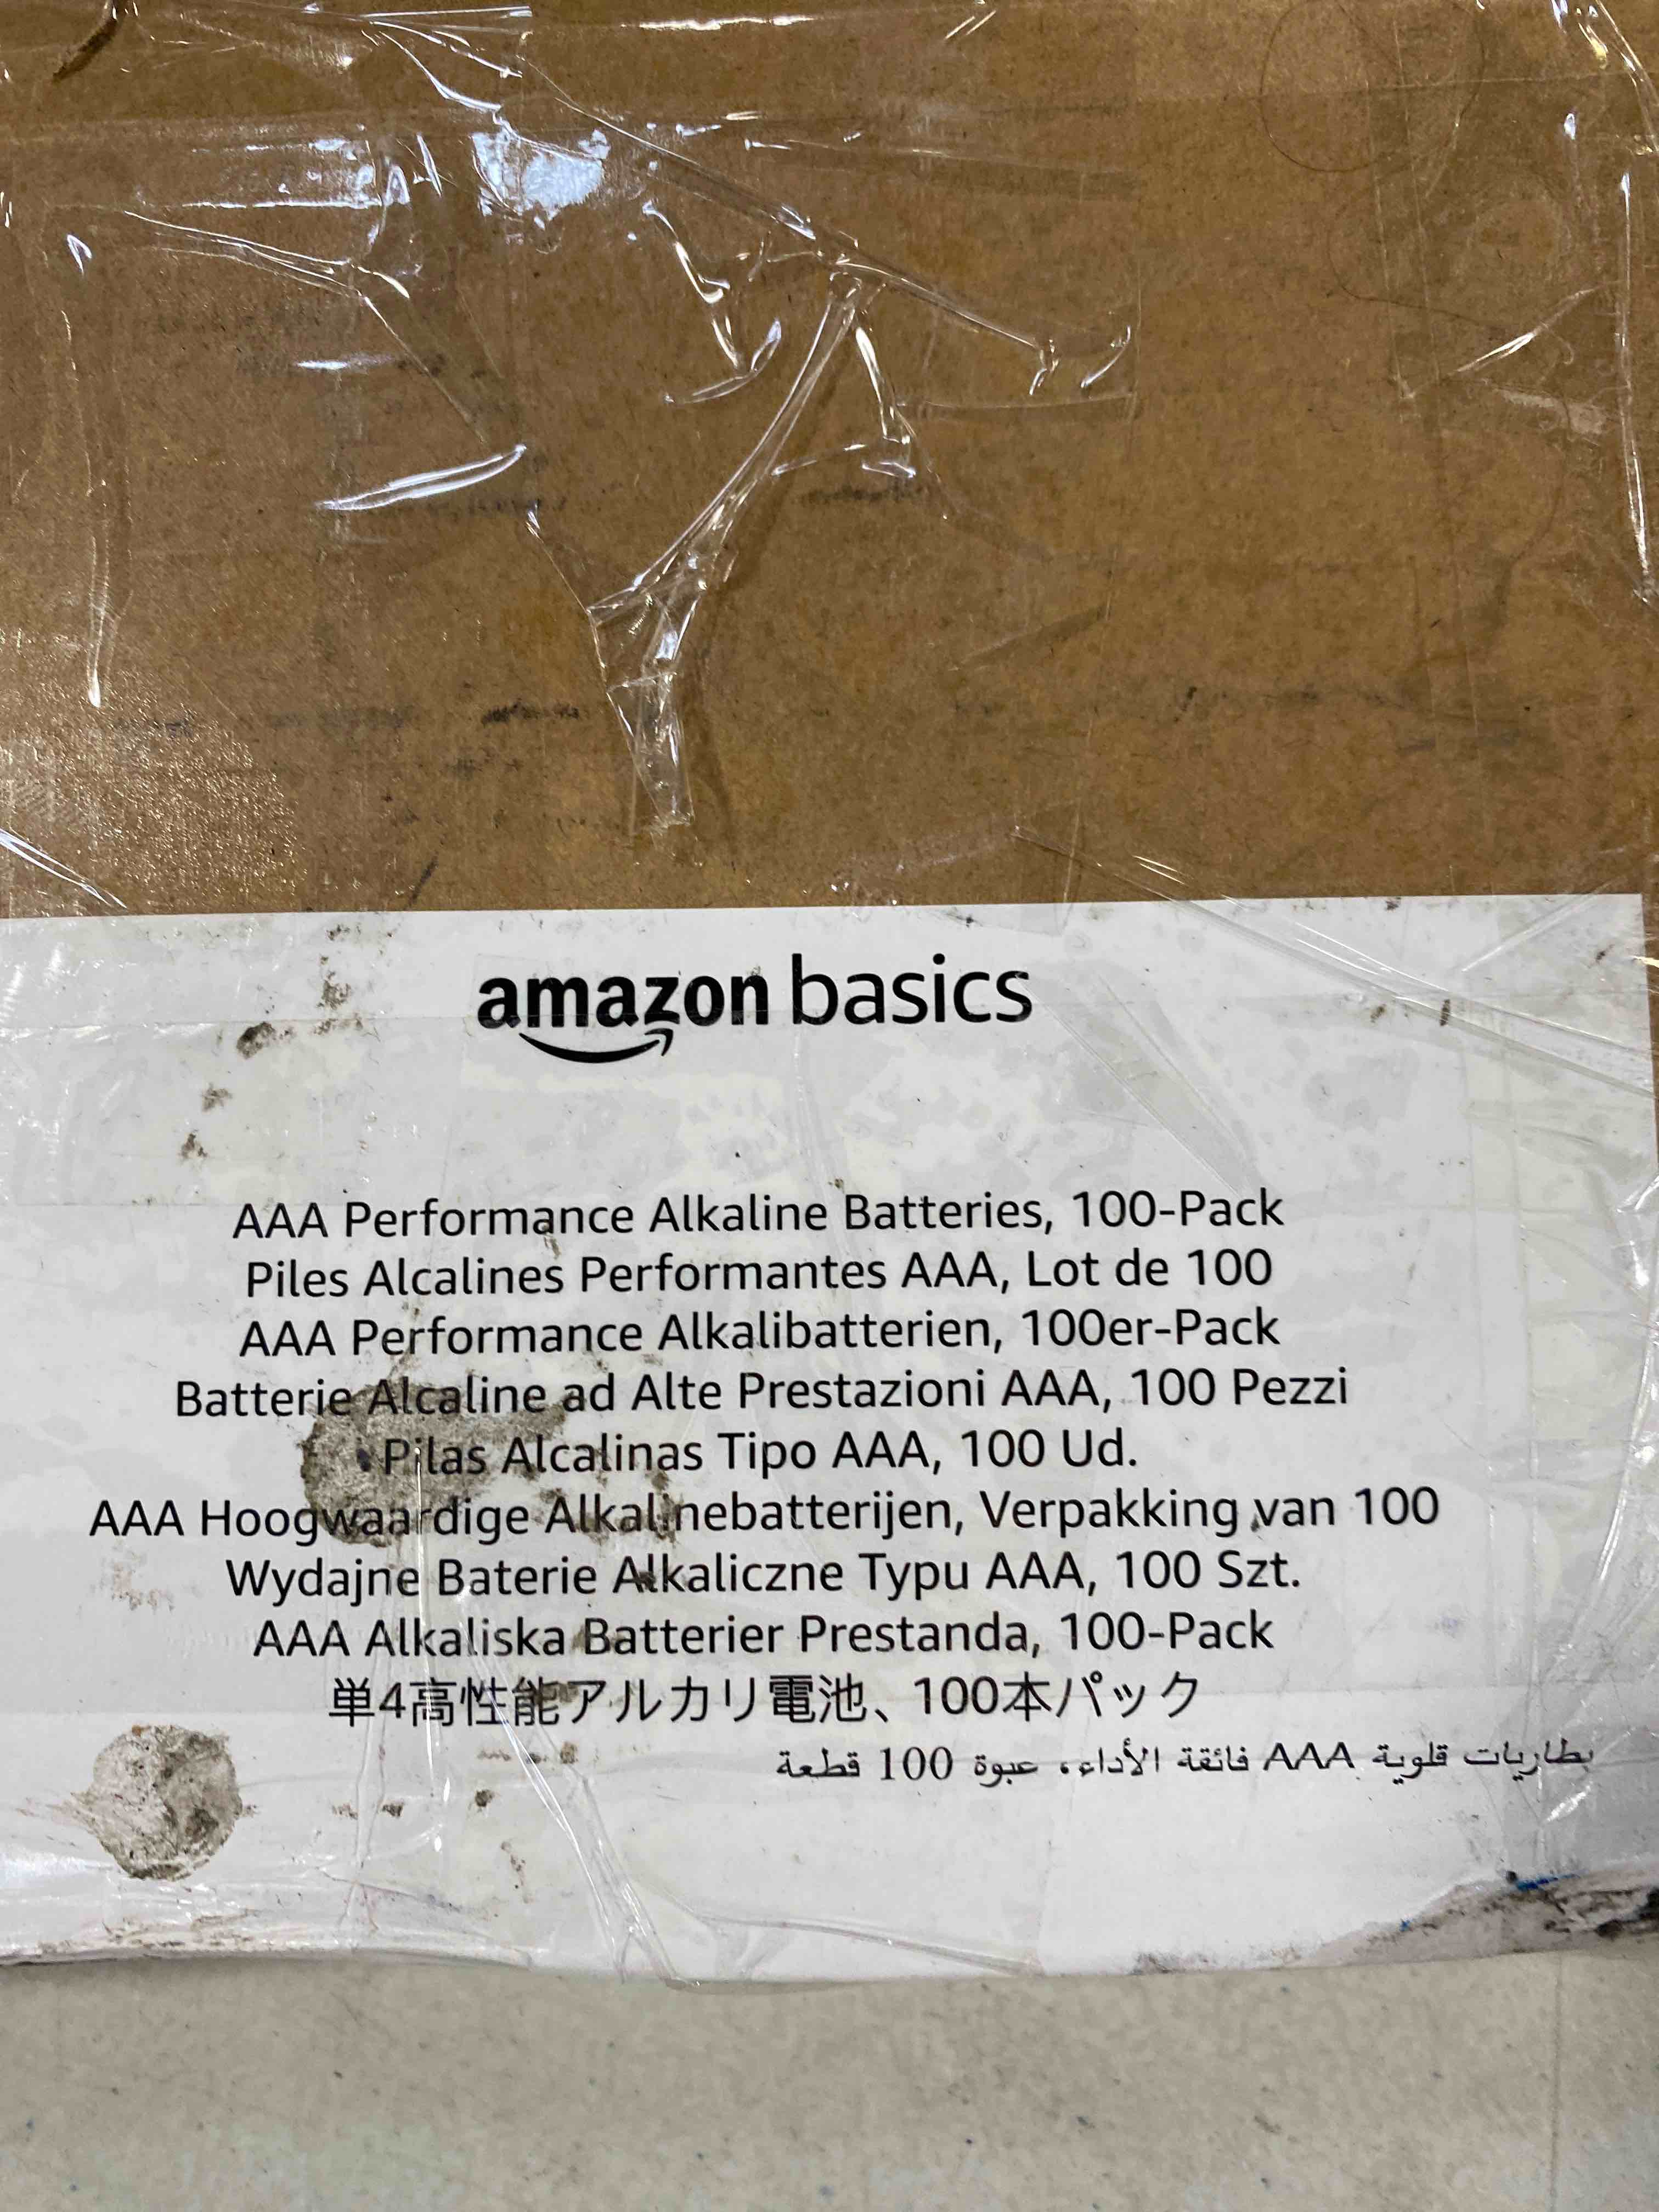 amazon basics
AAA Performance Alkaline Batteries, 100-Pack
Piles Alcalines Performantes AAA, Lot de 100
AAA Performance Alkalibatterien, 100er-Pack
Batterie Alcaline ad Alte Prestazioni AAA, 100 Pezzi
Pilas Alcalinas Tipo AAA, 100 Ud.
AAA Hoogwaardige Alkalinebatterijen, Verpakking van 100
Wydajne Baterie Alkaliczne Typu AAA, 100 Szt.
AAA Alkaliska Batterier Prestanda, 100-Pack
単4高性能アルカリ電池、100本パック
بطاريات قلوية AAA فائقة الأداء، عبوة 100 قطعة